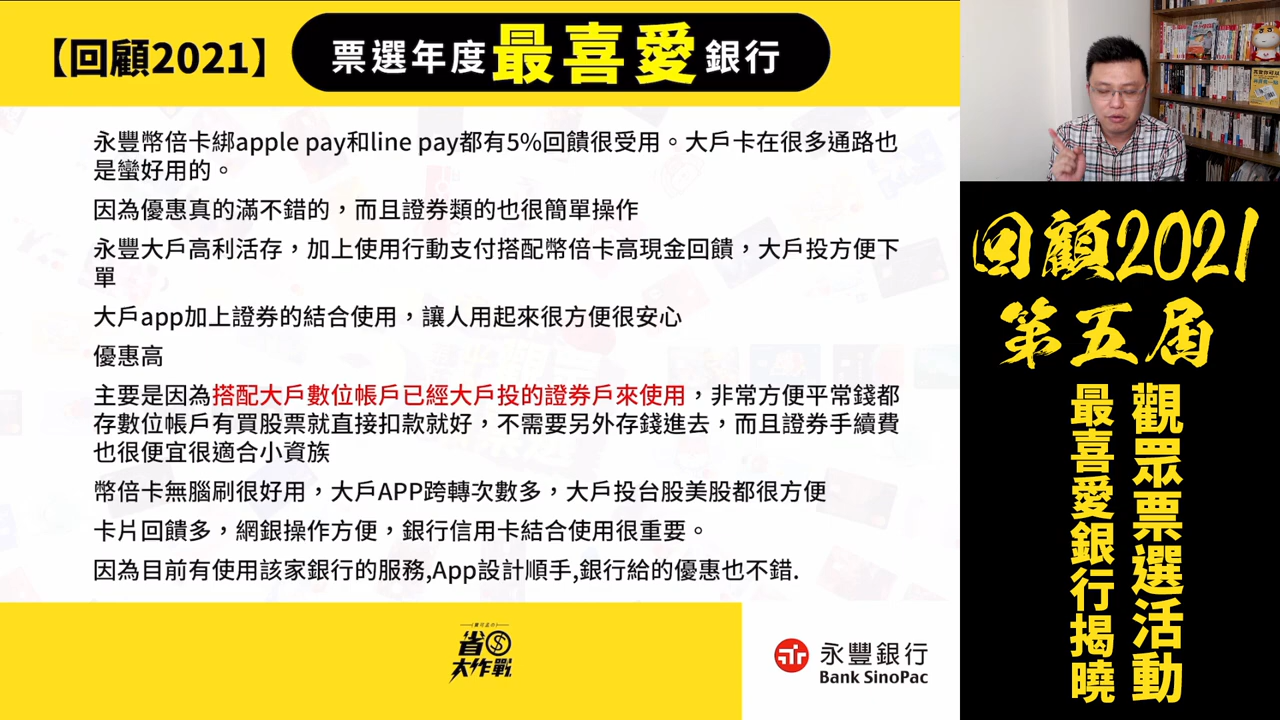 【回顧2021】
票選年度最喜愛銀行
永豐幣倍卡綁apple pay和line pay都有5%回饋很受用。大戶卡在很多通路也
是蠻好用的。
因為優惠真的滿不錯的，而且證券類的也很簡單操作
永豐大戶高利活存，加上使用行動支付搭配幣倍卡高現金回饋，大戶投方便下
單
大戶app加上證券的結合使用，讓人用起來很方便很安心
優惠高
主要是因為搭配大戶數位帳戶已經大戶投的證券戶來使用，非常方便平常錢都
存數位帳戶有買股票就直接扣款就好，不需要另外存錢進去，而且證券手續費
也很便宜很適合小資族
幣倍卡無腦刷很好用，大戶APP跨轉次數多，大戶投台股美股都很方便
卡片回饋多，網銀操作方便，銀行信用卡結合使用很重要。
因為目前有使用該家銀行的服務,App設計順手,銀行給的優惠也不錯.
省
大作戰
永豐銀行
Bank SinoPac
回顧2021
第五屆
觀眾票選活動
最喜愛銀行揭曉